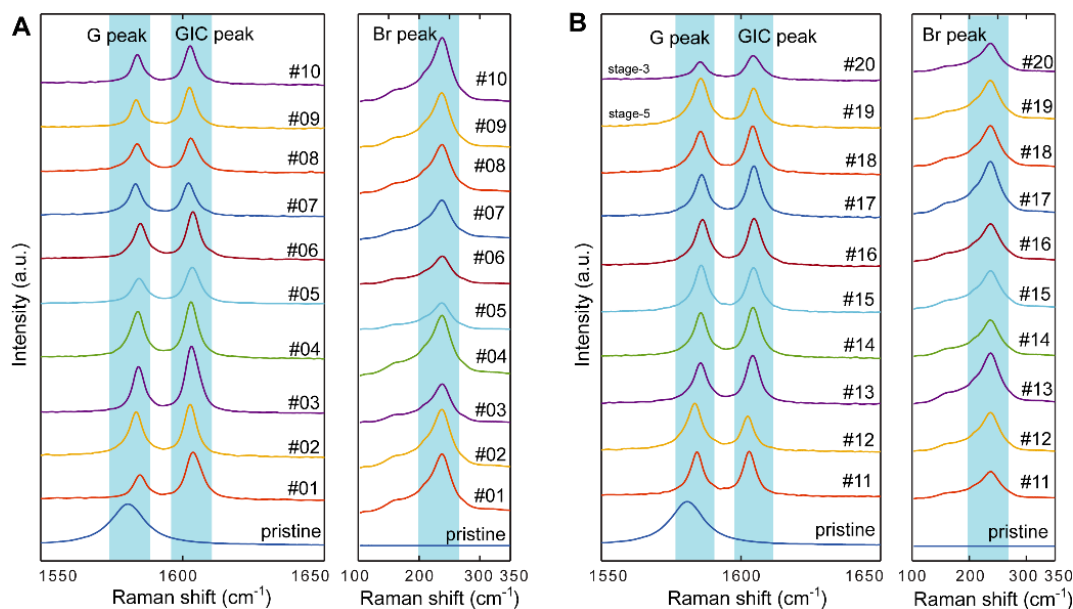 A
G peak
GIC peak
#10
#09
#08
#07
#06
#05
#04
#03
#02
#01
pristine
Intensity (a.u.)
1550 1600 1650
Raman shift (cm-1)
Br peak
#10
#09
#08
#07
#06
#05
#04
#03
#02
#01
pristine
100 200 300 350
Raman shift (cm-1)
B
G peak
GIC peak
stage-3
#20
stage-5
#19
#18
#17
#16
#15
#14
#13
#12
#11
pristine
Intensity (a.u.)
1550 1600 1650
Raman shift (cm-1)
Br peak
#20
#19
#18
#17
#16
#15
#14
#13
#12
#11
pristine
100 200 300 350
Raman shift (cm-1)